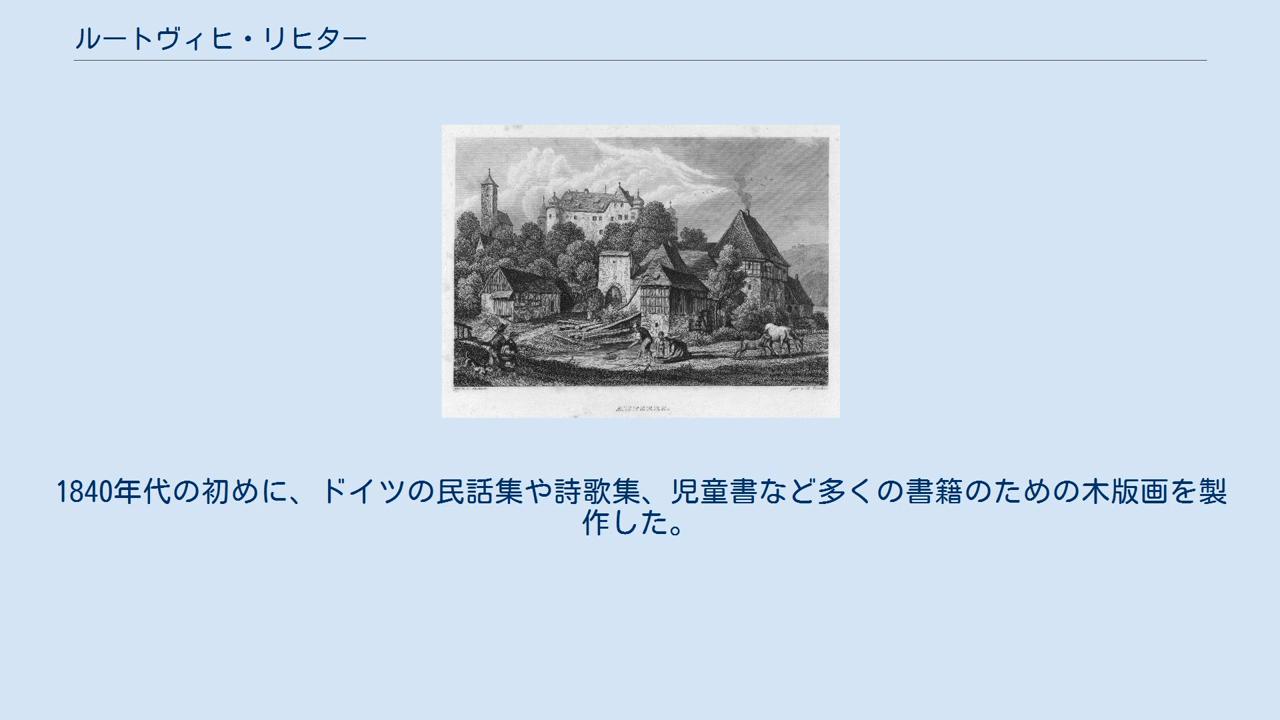 ルートヴィヒ・リヒター
1840年代の初めに、ドイツの民話集や詩歌集、児童書など多くの書籍のための木版画を製
作した。